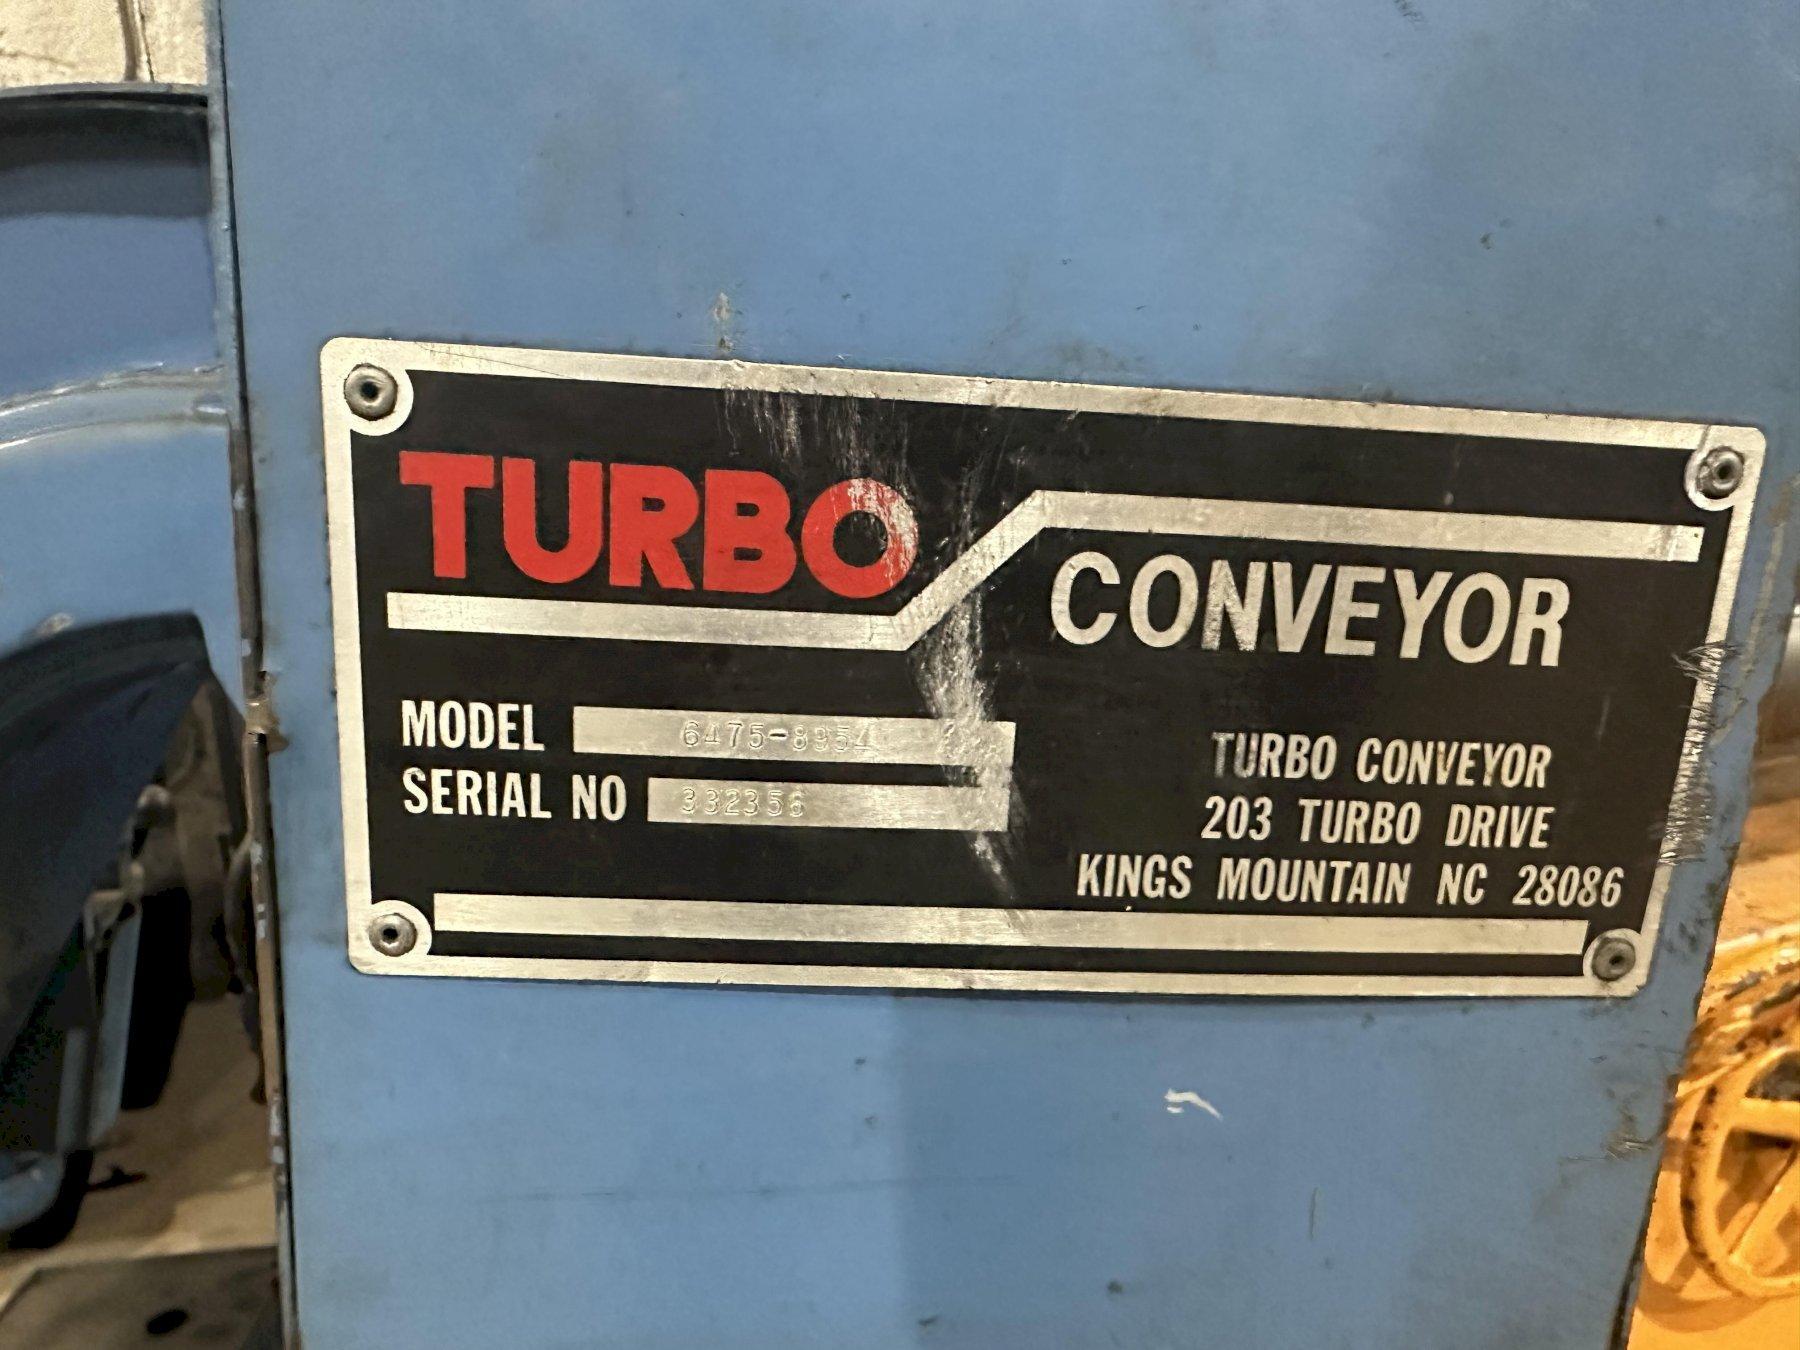 TURBO
CONVEYOR
MODEL 6475-8954
SERIAL NO 332356
TURBO CONVEYOR
203 TURBO DRIVE
KINGS MOUNTAIN NC 28086